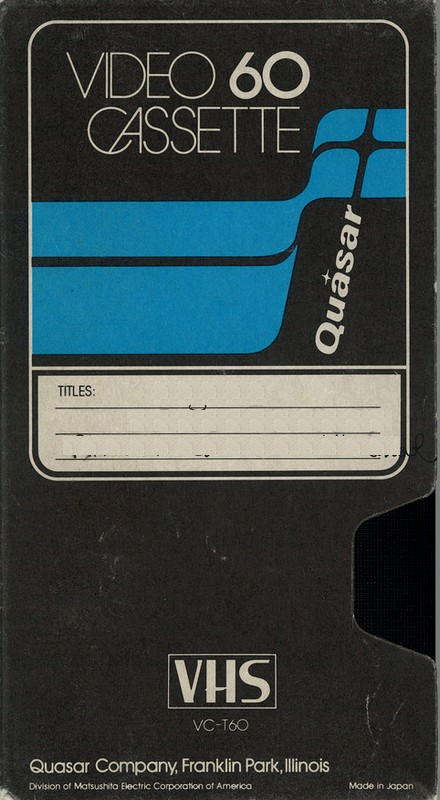 VIDEO 60
CASSETTE
Quasar
TITLES:
VHS
VC-T60
Quasar Company, Franklin Park, Illinois
Division of Matsushita Electric Corporation of America
Made in Japan